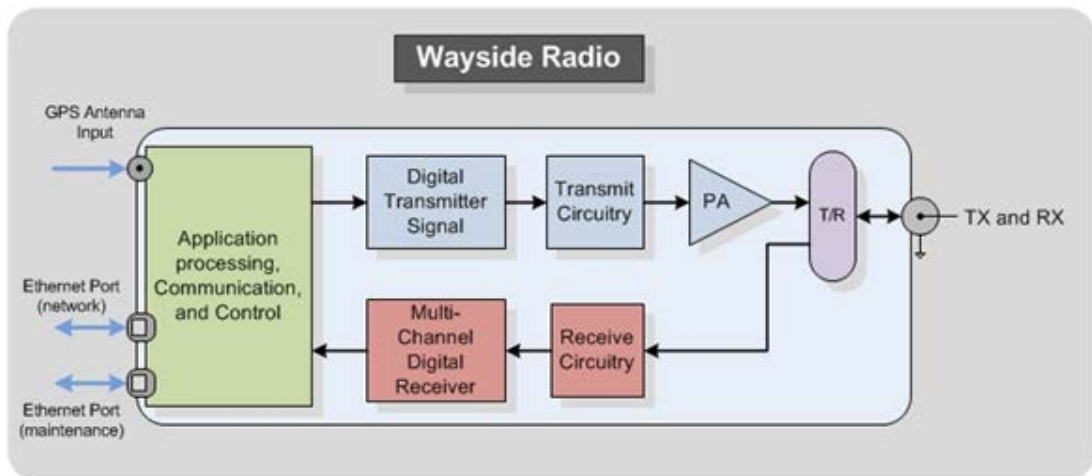 Wayside Radio
GPS Antenna
Input
Ethernet Port
(network)
Ethernet Port
(maintenance)
Application
processing,
Communication,
and Control
Digital
Transmitter
Signal
Transmit
Circuitry
PA
T/R
TX and RX
Multi-
Channel
Digital
Receiver
Receive
Circuitry